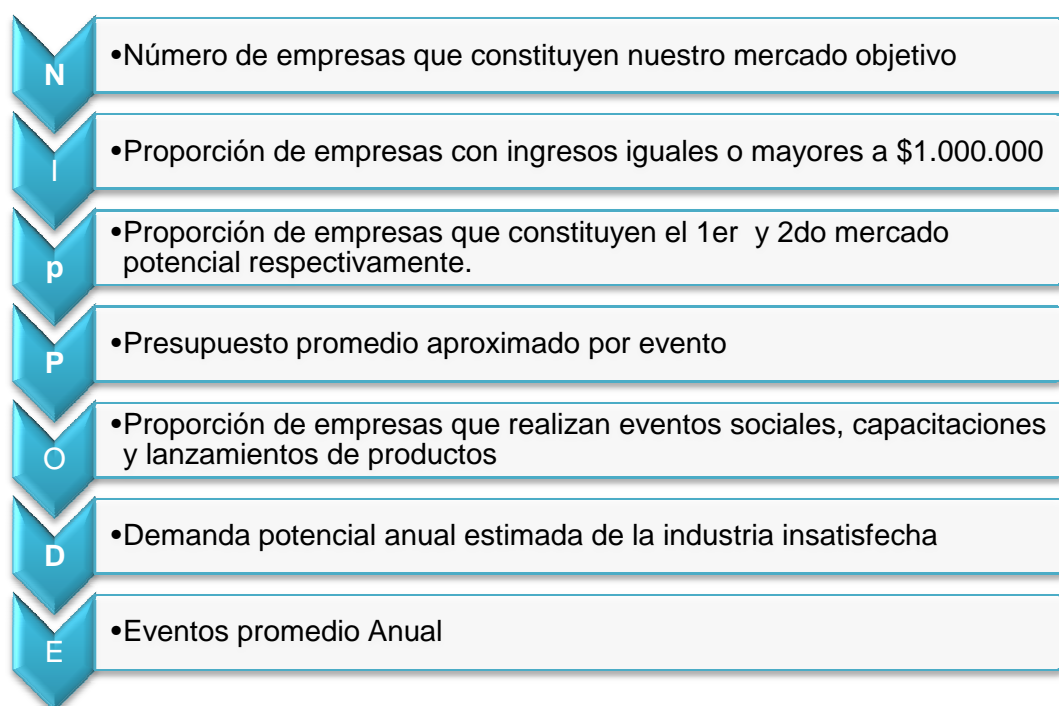 N
•Número de empresas que constituyen nuestro mercado objetivo
I
•Proporción de empresas con ingresos iguales o mayores a $1.000.000
p
•Proporción de empresas que constituyen el 1er y 2do mercado
potencial respectivamente.
P
•Presupuesto promedio aproximado por evento
O
•Proporción de empresas que realizan eventos sociales, capacitaciones
y lanzamientos de productos
D
•Demanda potencial anual estimada de la industria insatisfecha
E
•Eventos promedio Anual